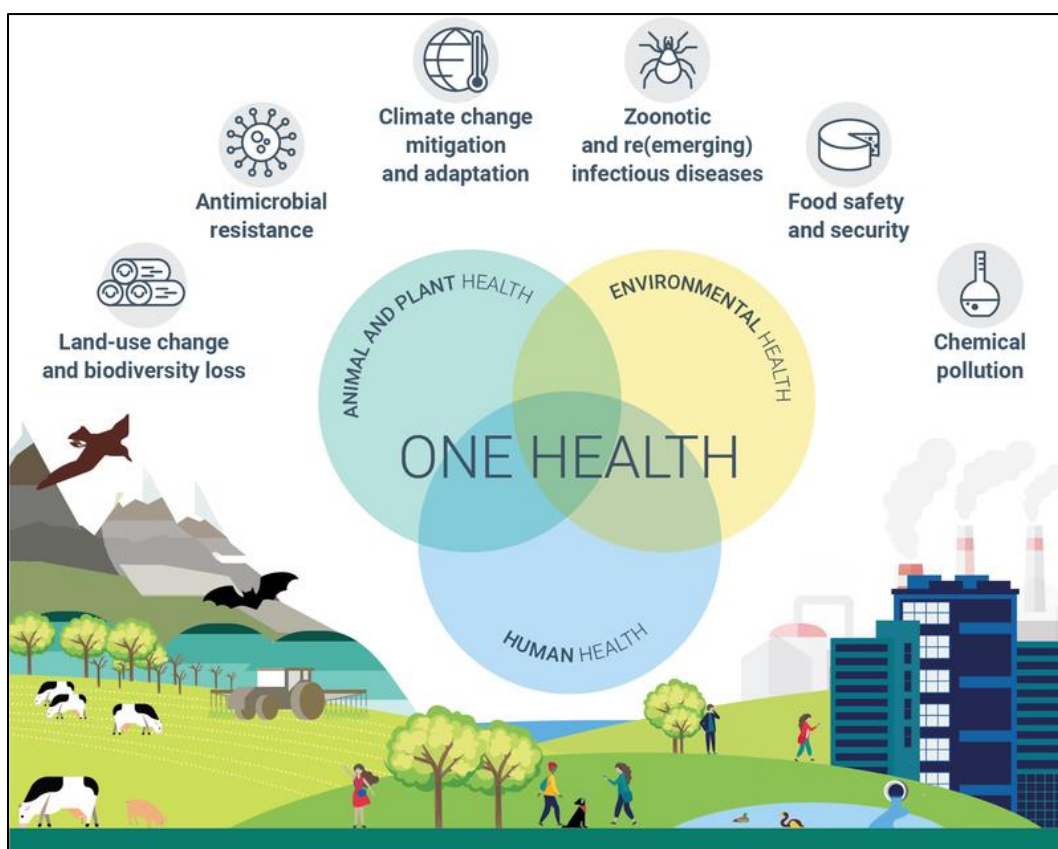 Climate change
mitigation
and adaptation
Zoonotic
and re(emerging)
infectious diseases
Antimicrobial
resistance
Food safety
and security
Land-use change
and biodiversity loss
Chemical
pollution
ANIMAL AND PLANT HEALTH
ENVIRONMENTAL HEALTH
ONE HEALTH
HUMAN HEALTH